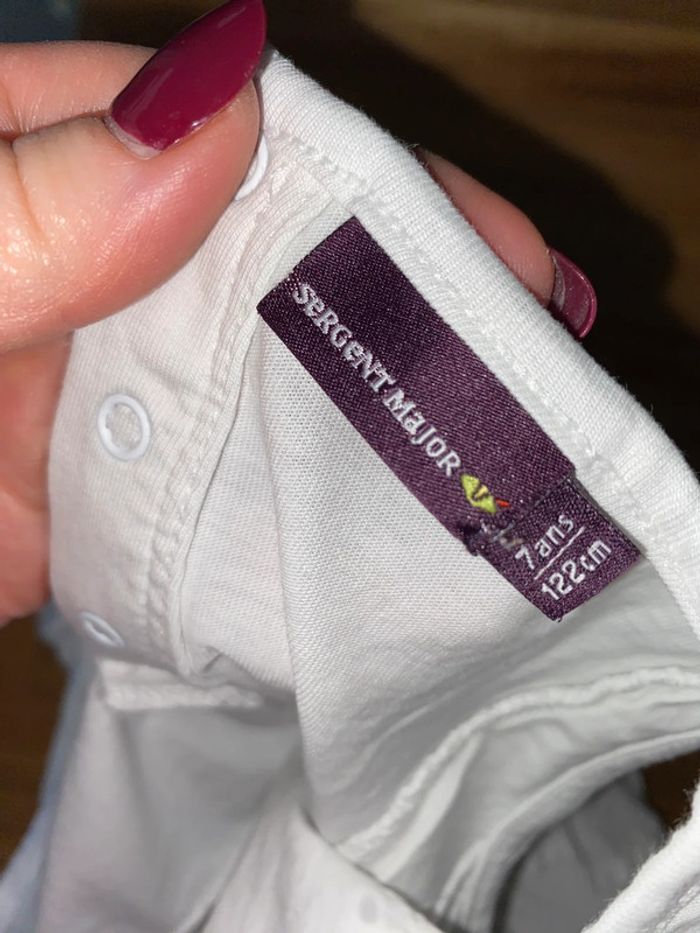 SeRGeNT MaJoR
7 ans
122cm